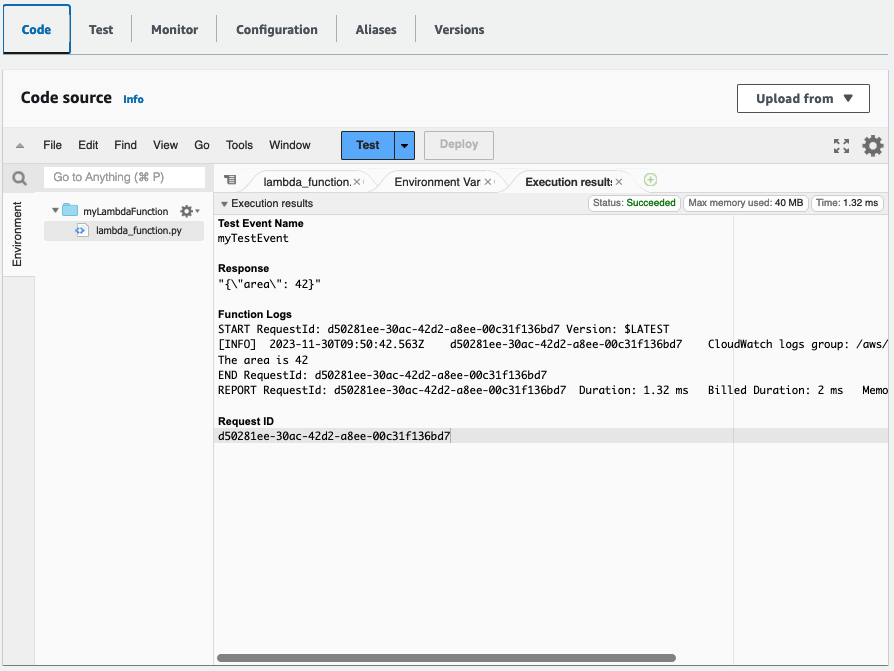 Code Test Monitor Configuration Aliases Versions
Code source Info Upload from
File Edit Find View Go Tools Window Test Deploy
Go to Anything (⌘ P) lambda_function. Environment Var Execution results
Environment
myLambdaFunction
lambda_function.py
Execution results Status: Succeeded Max memory used: 40 MB Time: 1.32 ms
Test Event Name
myTestEvent
Response
"{\"area\": 42}"
Function Logs
START RequestId: d50281ee-30ac-42d2-a8ee-00c31f136bd7 Version: $LATEST
[INFO] 2023-11-30T09:50:42.563Z d50281ee-30ac-42d2-a8ee-00c31f136bd7 CloudWatch logs group: /aws/
The area is 42
END RequestId: d50281ee-30ac-42d2-a8ee-00c31f136bd7
REPORT RequestId: d50281ee-30ac-42d2-a8ee-00c31f136bd7 Duration: 1.32 ms Billed Duration: 2 ms Memo
Request ID
d50281ee-30ac-42d2-a8ee-00c31f136bd7